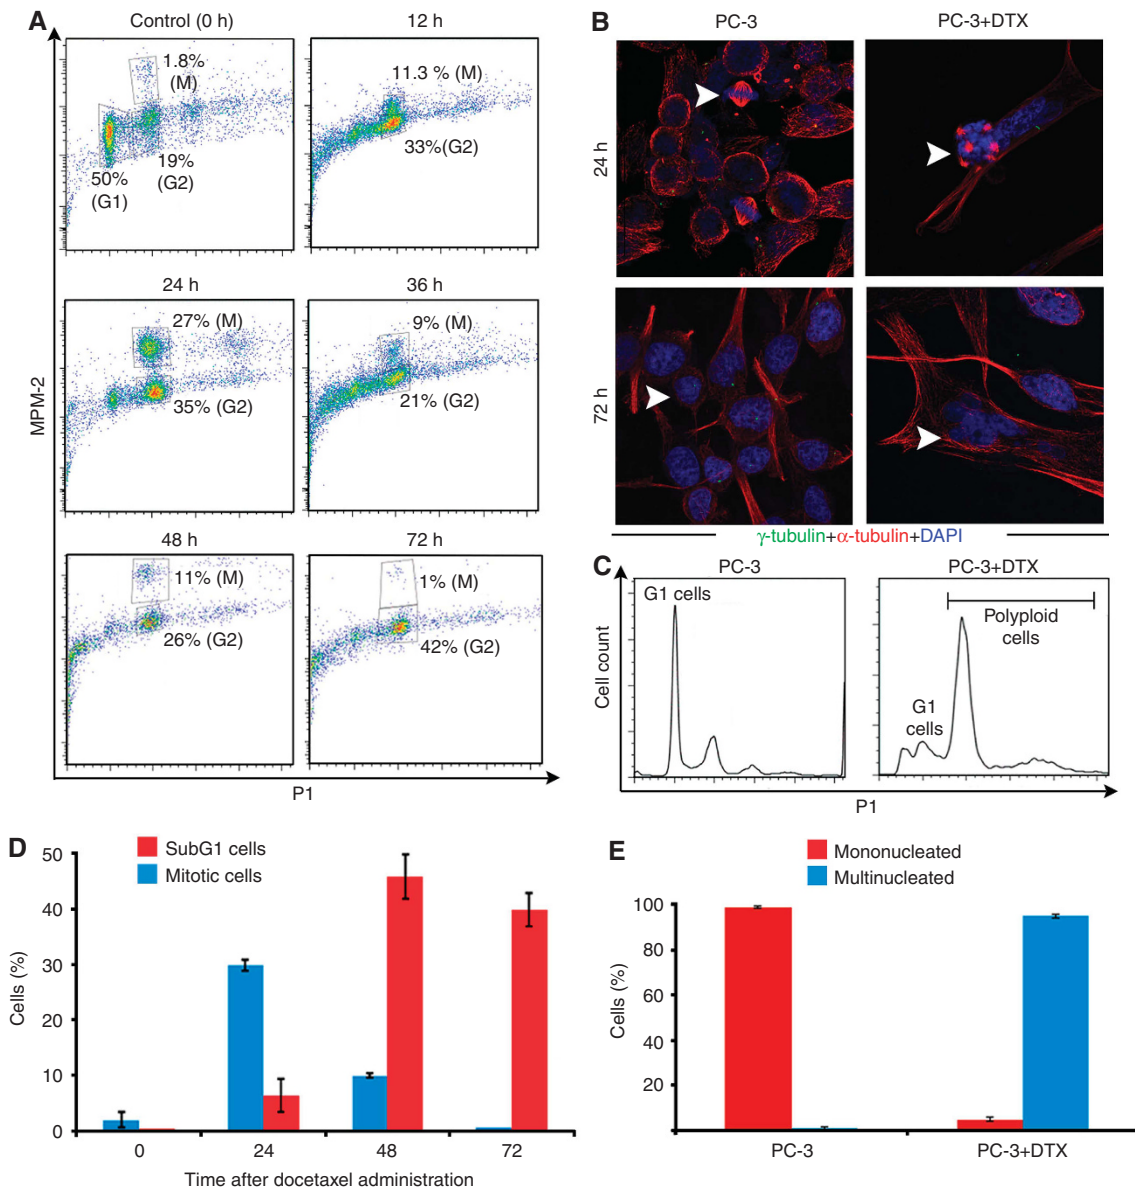 A
Control (0 h)
12 h
1.8%
(M)
50%
(G1)
19%
(G2)
11.3 % (M)
33%(G2)
24 h
36 h
27% (M)
35% (G2)
9% (M)
21% (G2)
48 h
72 h
11% (M)
26% (G2)
1% (M)
42% (G2)
MPM-2
P1
B
PC-3
PC-3+DTX
24 h
72 h
γ-tubulin+α-tubulin+DAPI
C
PC-3
PC-3+DTX
G1 cells
Polyploid
cells
G1
cells
Cell count
P1
D
SubG1 cells
Mitotic cells
50
40
30
20
10
0
Cells (%)
0
24
48
72
Time after docetaxel administration
E
Mononucleated
Multinucleated
100
80
60
40
20
Cells (%)
PC-3
PC-3+DTX